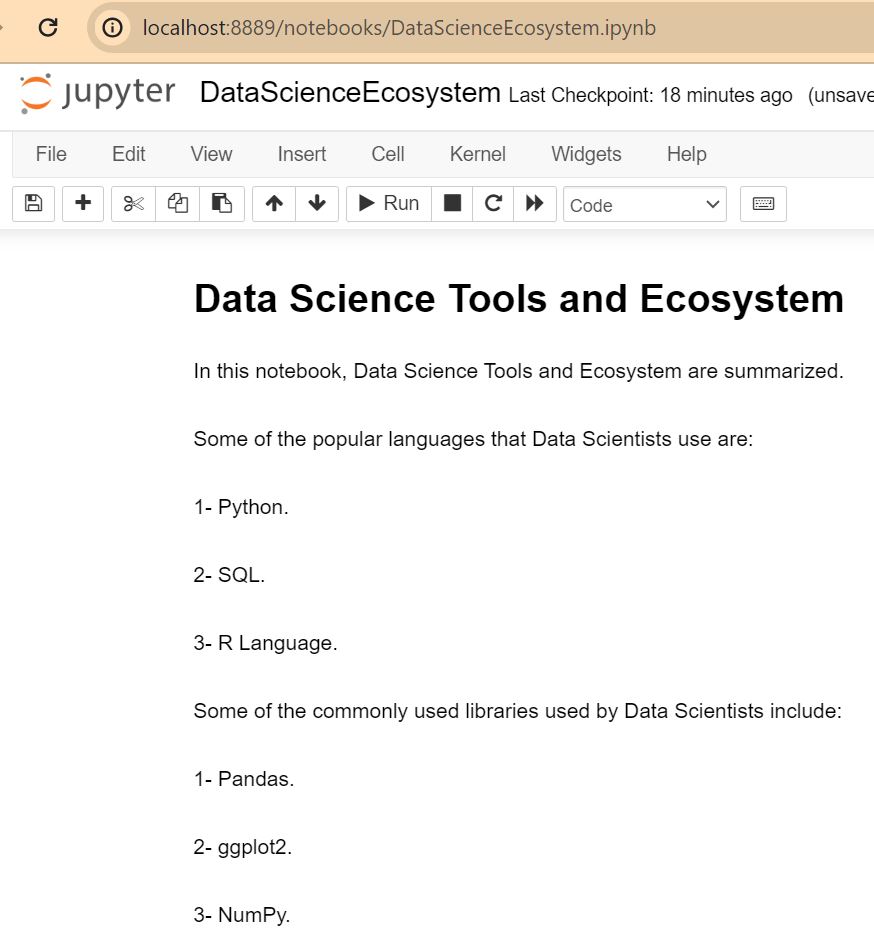 localhost:8889/notebooks/DataScienceEcosystem.ipynb
jupyter DataScienceEcosystem Last Checkpoint: 18 minutes ago (unsave
File Edit View Insert Cell Kernel Widgets Help
Run Code
Data Science Tools and Ecosystem
In this notebook, Data Science Tools and Ecosystem are summarized.
Some of the popular languages that Data Scientists use are:
1- Python.
2- SQL.
3- R Language.
Some of the commonly used libraries used by Data Scientists include:
1- Pandas.
2- ggplot2.
3- NumPy.